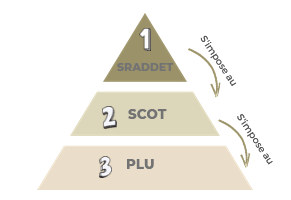 1
SRADDET
S'impose au
2 SCOT
S'impose au
3 PLU